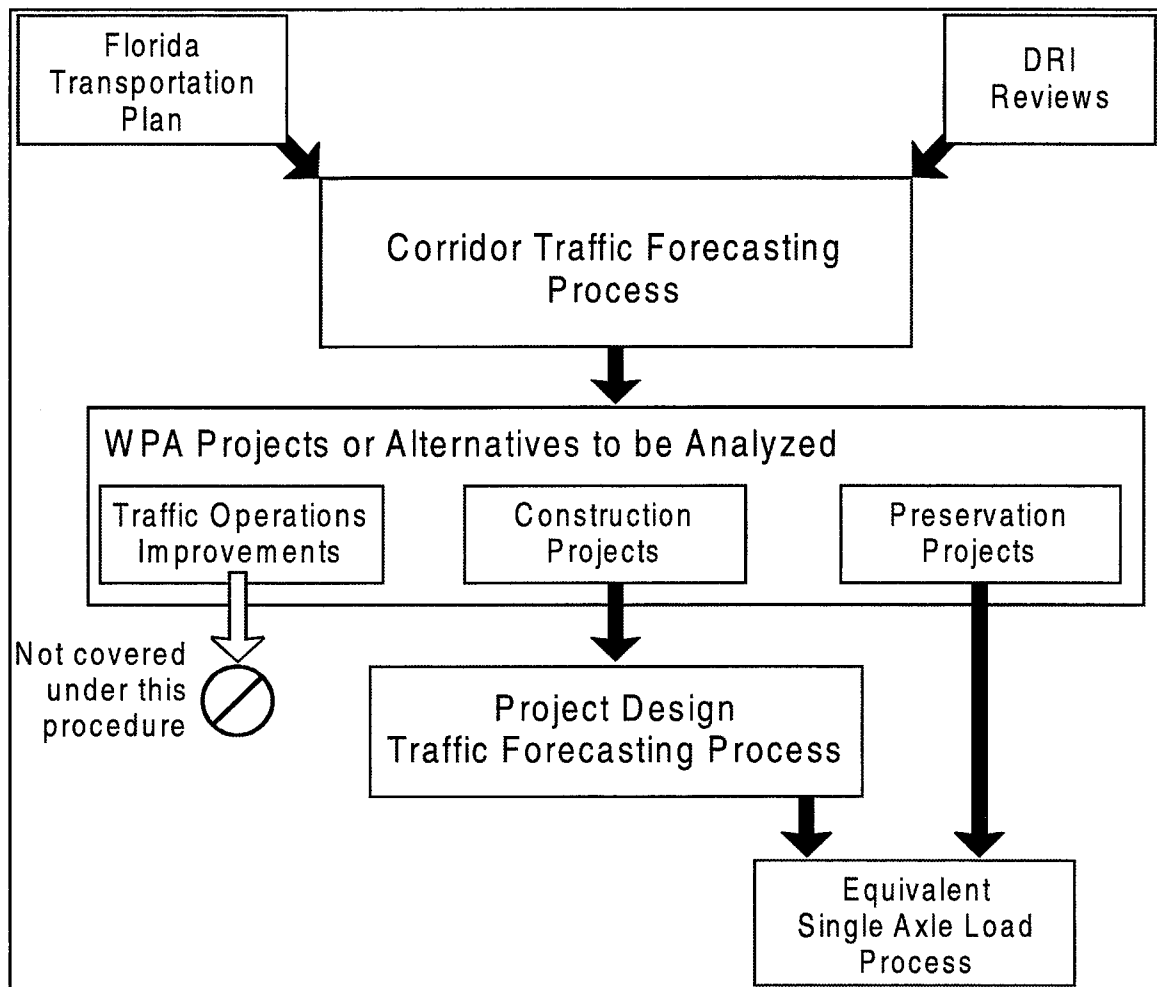 Florida
Transportation
Plan
DRI
Reviews
Corridor Traffic Forecasting
Process
WPA Projects or Alternatives to be Analyzed
Traffic Operations
Improvements
Construction
Projects
Preservation
Projects
Not covered
under this
procedure
Project Design
Traffic Forecasting Process
Equivalent
Single Axle Load
Process